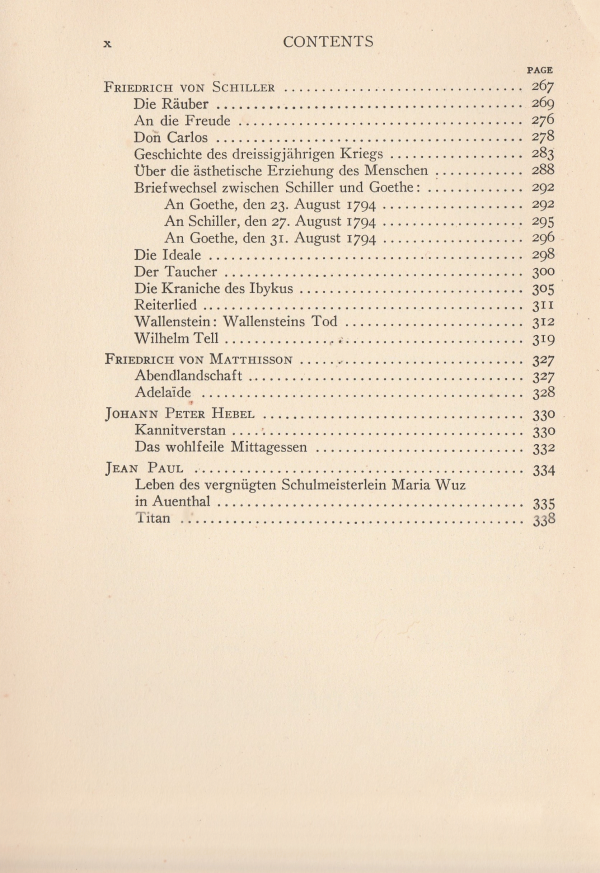 x
CONTENTS
PAGE
FRIEDRICH VON SCHILLER ................................ 267
Die Räuber ........................................ 269
An die Freude ..................................... 276
Don Carlos ........................................ 278
Geschichte des dreissigjährigen Kriegs .................. 283
Über die ästhetische Erziehung des Menschen ............ 288
Briefwechsel zwischen Schiller und Goethe: ............. 292
An Goethe, den 23. August 1794 ................... 292
An Schiller, den 27. August 1794 ................... 295
An Goethe, den 31. August 1794 ................... 296
Die Ideale ......................................... 298
Der Taucher ....................................... 300
Die Kraniche des Ibykus ............................. 305
Reiterlied .......................................... 311
Wallenstein: Wallensteins Tod ........................ 312
Wilhelm Tell ....................................... 319
FRIEDRICH VON MATTHISSON ............................. 327
Abendlandschaft .................................... 327
Adelaïde .......................................... 328
JOHANN PETER HEBEL ................................... 330
Kannitverstan ...................................... 330
Das wohlfeile Mittagessen ............................ 332
JEAN PAUL ............................................ 334
Leben des vergnügten Schulmeisterlein Maria Wuz
in Auenthal ......................................... 335
Titan .............................................. 338